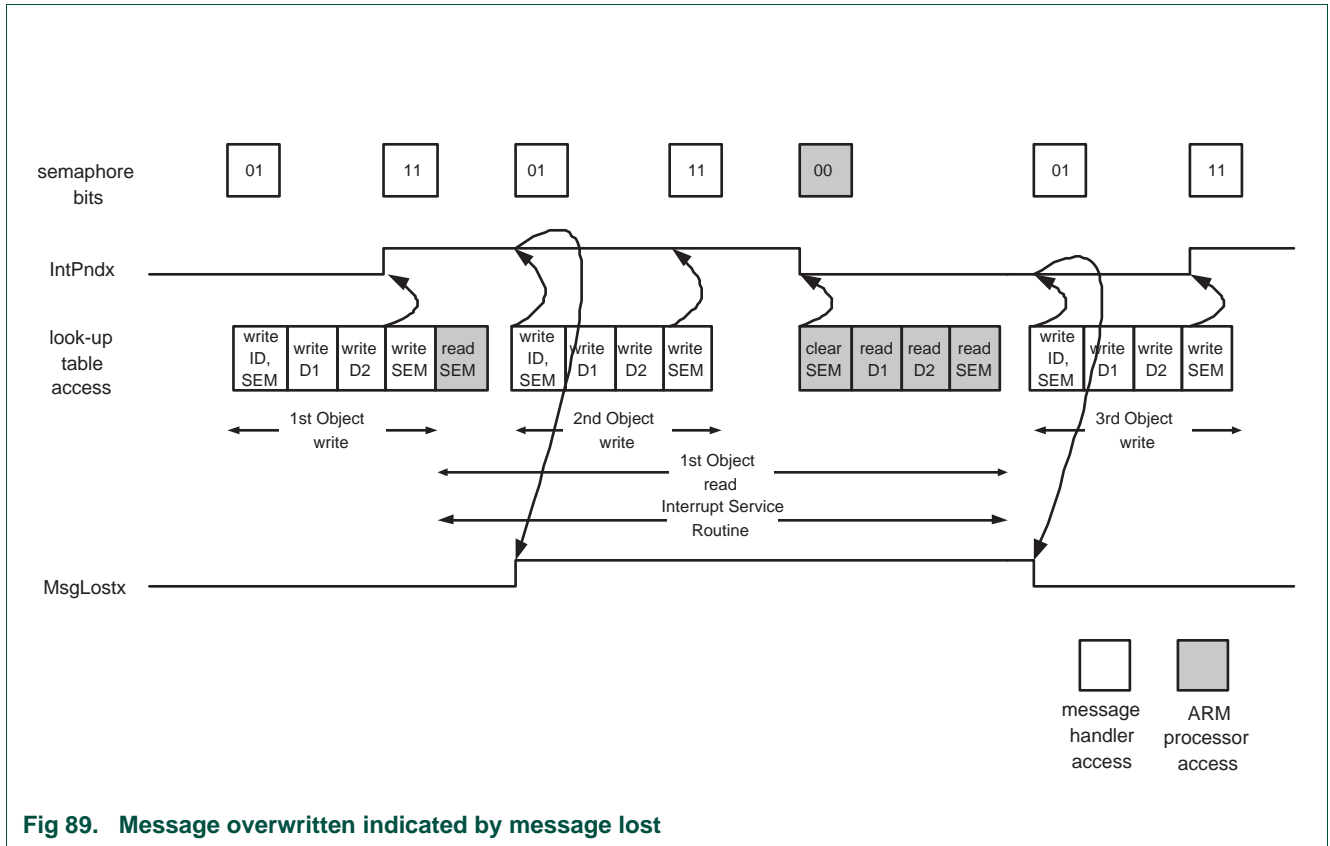 semaphore
bits
01
11
01
11
00
01
11
IntPndx
look-up
table
access
write
ID,
SEM
write
D1
write
D2
write
SEM
read
SEM
write
ID,
SEM
write
D1
write
D2
write
SEM
clear
SEM
read
D1
read
D2
read
SEM
write
ID,
SEM
write
D1
write
D2
write
SEM
1st Object
write
2nd Object
write
3rd Object
write
1st Object
read
Interrupt Service
Routine
MsgLostx
message
handler
access
ARM
processor
access
Fig 89. Message overwritten indicated by message lost